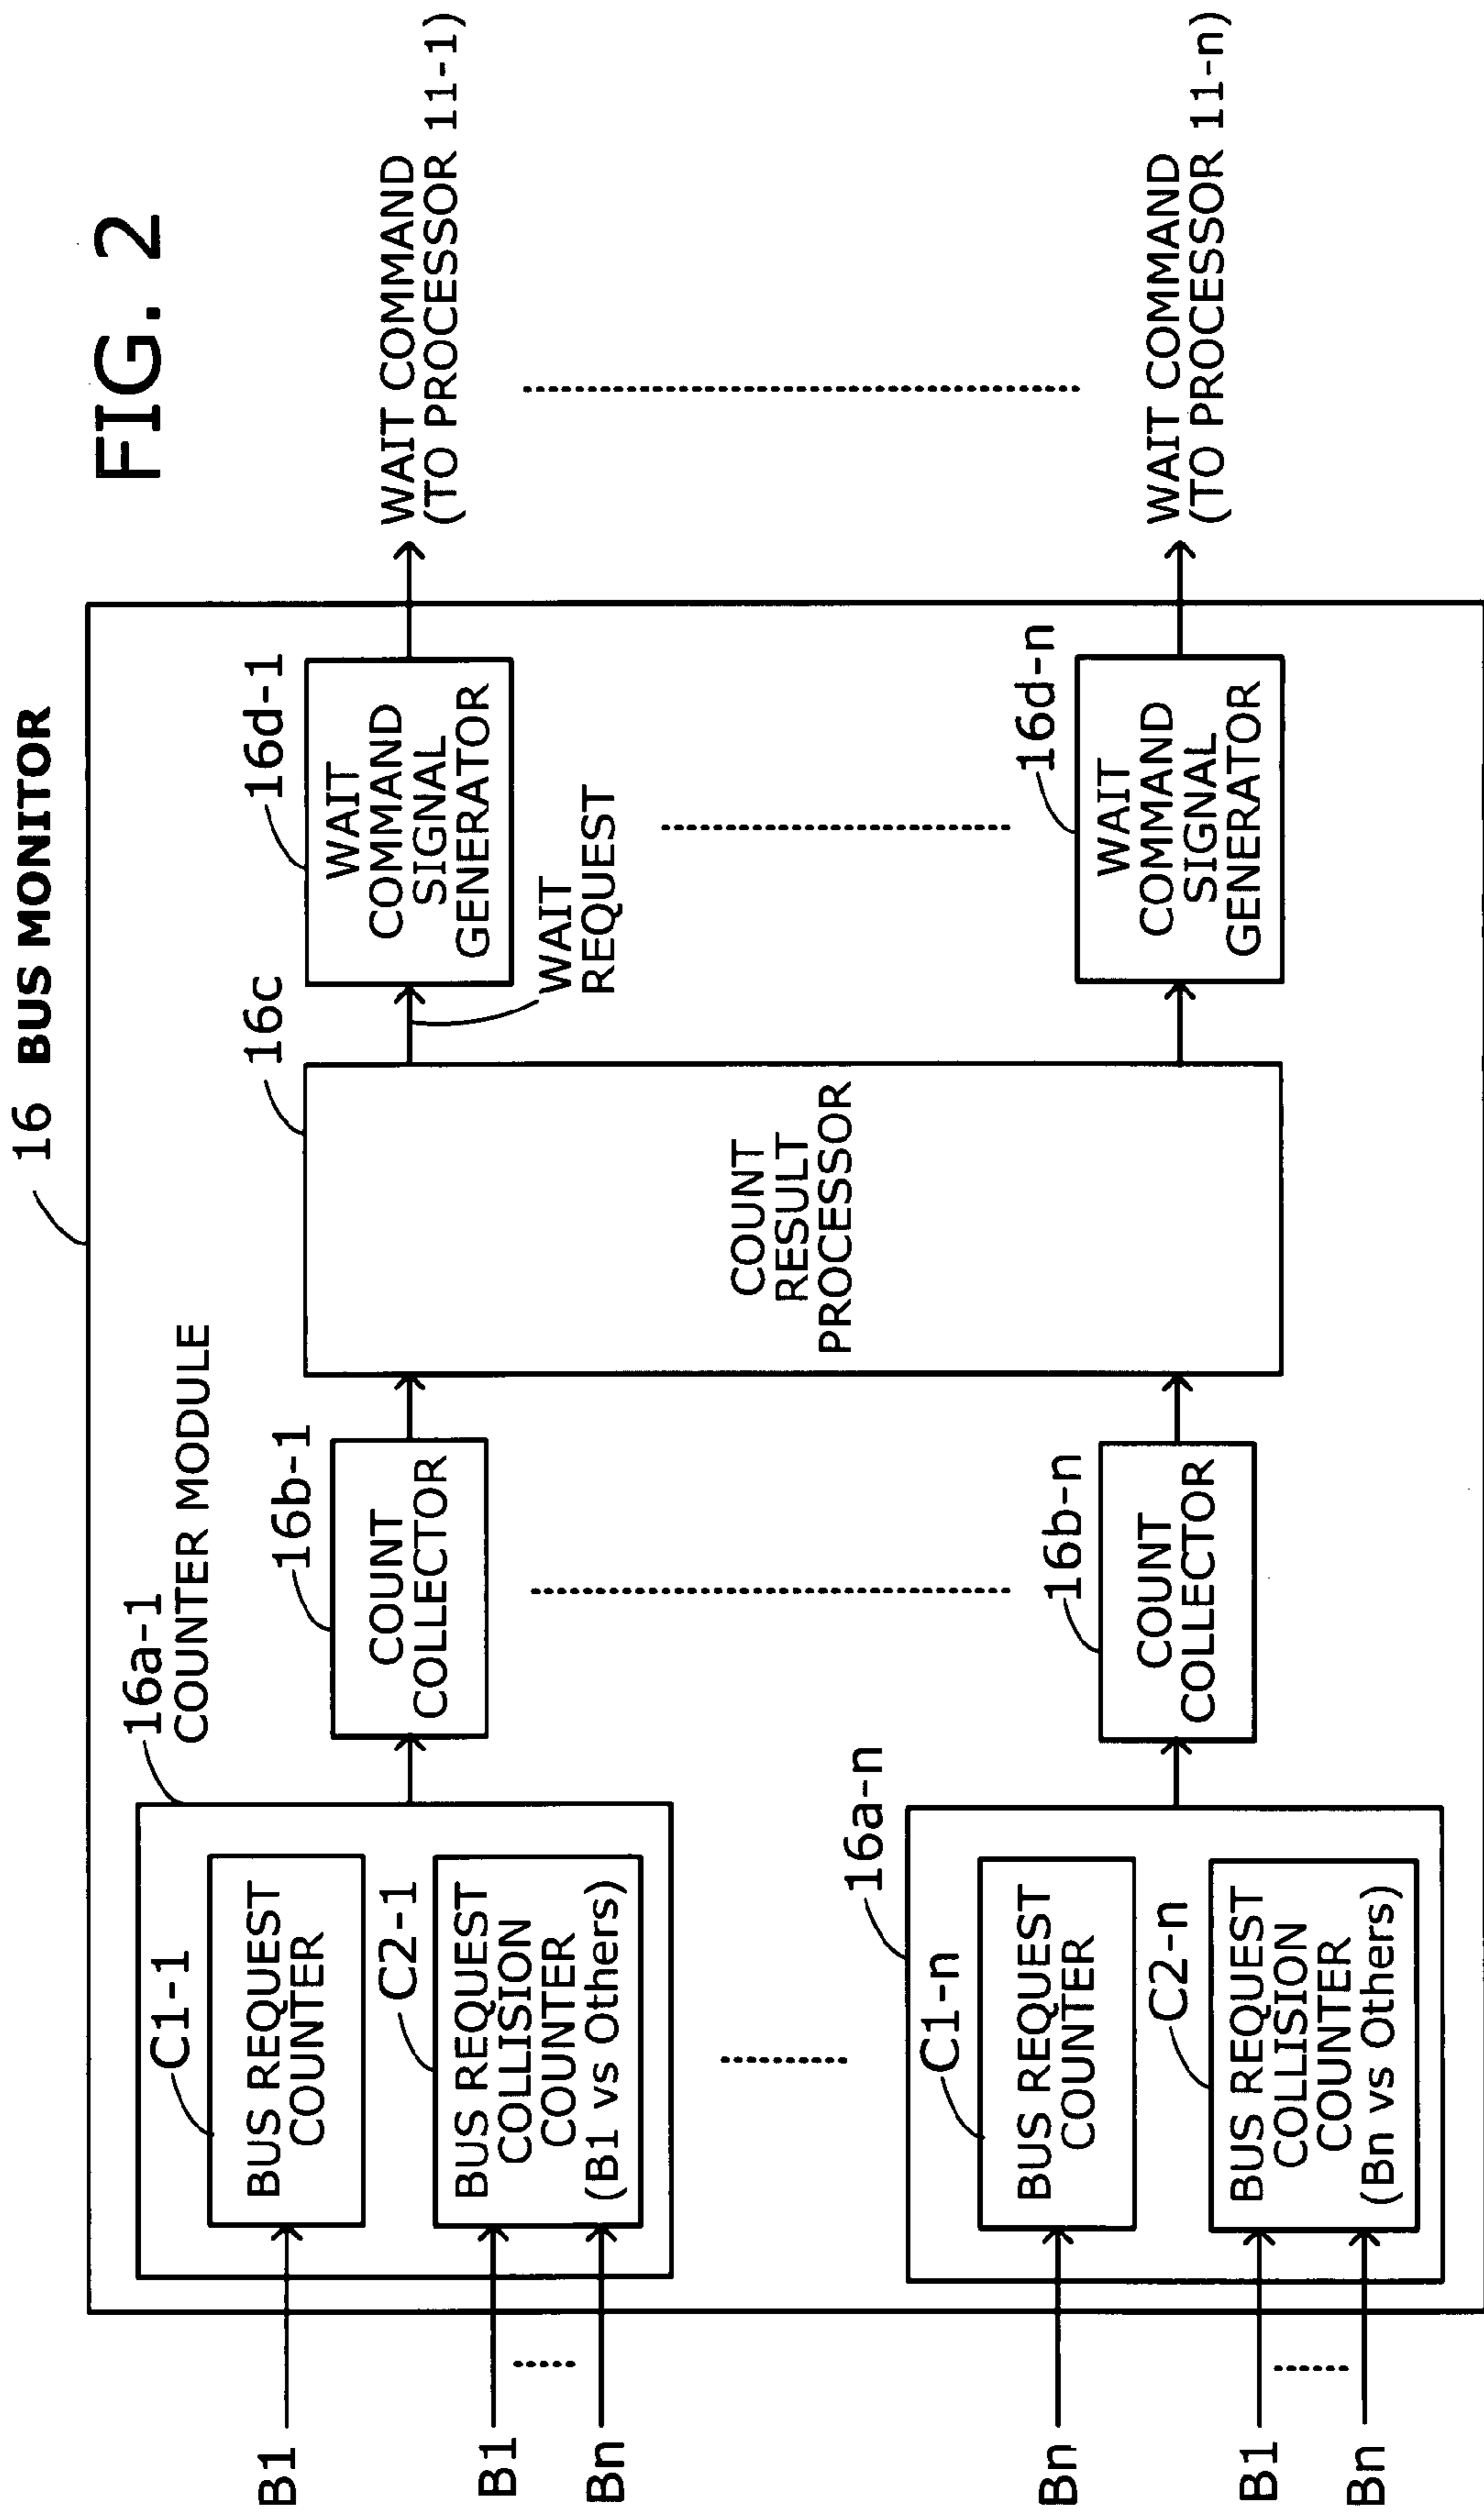 FIG. 2
16 BUS MONITOR
16a-1
COUNTER MODULE
C1-1
BUS REQUEST
COUNTER
C2-1
BUS REQUEST
COLLISION
COUNTER
(B1 vs Others)
B1
B1
Bn
16b-1
COUNT
COLLECTOR
16c
COUNT
RESULT
PROCESSOR
WAIT
REQUEST
16d-1
WAIT
COMMAND
SIGNAL
GENERATOR
WAIT COMMAND
(TO PROCESSOR 11-1)
16a-n
C1-n
BUS REQUEST
COUNTER
C2-n
BUS REQUEST
COLLISION
COUNTER
(Bn vs Others)
Bn
B1
Bn
16b-n
COUNT
COLLECTOR
16d-n
WAIT
COMMAND
SIGNAL
GENERATOR
WAIT COMMAND
(TO PROCESSOR 11-n)